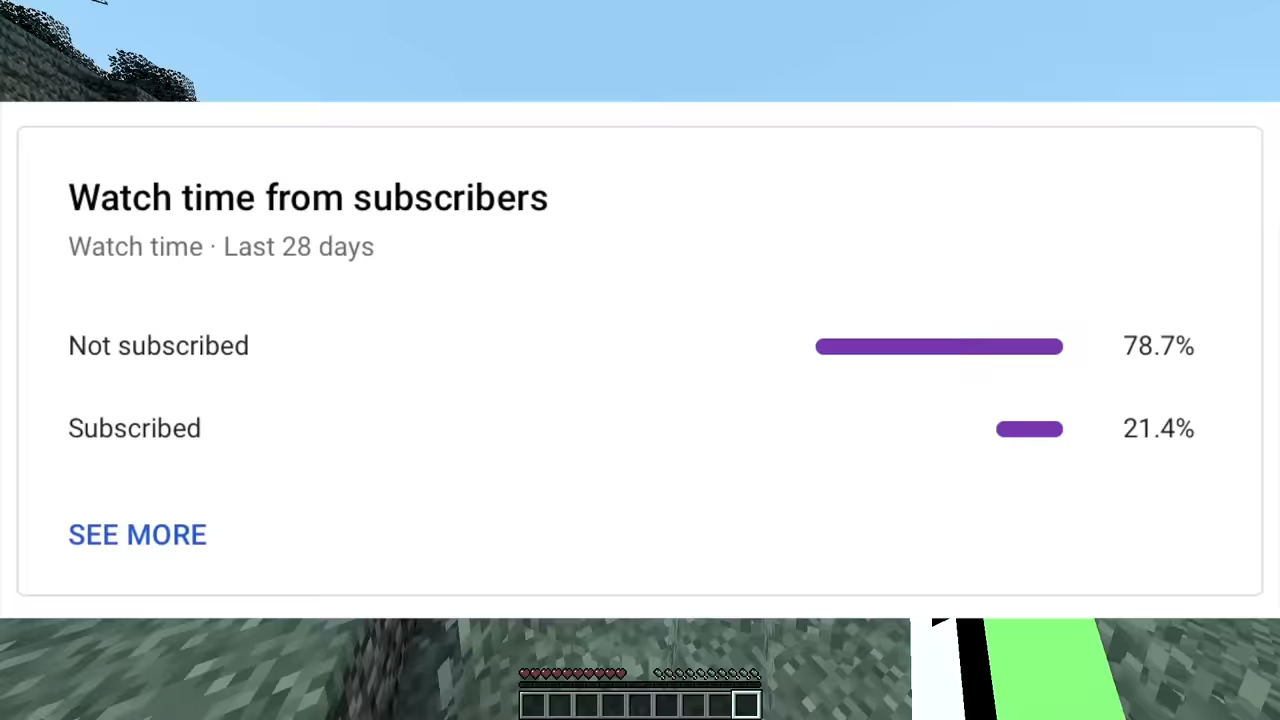 Watch time from subscribers
Watch time · Last 28 days
Not subscribed 78.7%
Subscribed 21.4%
SEE MORE